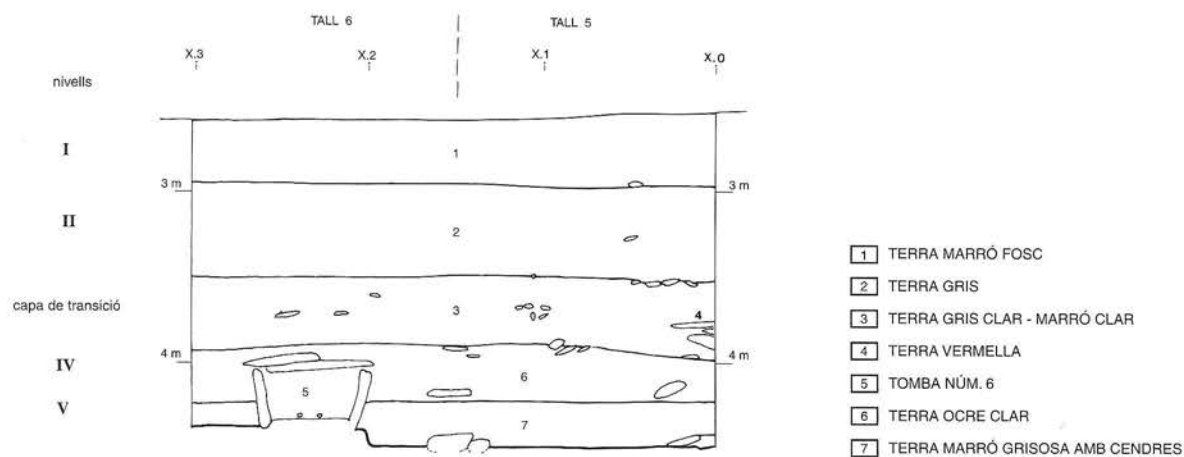 TALL 6 TALL 5
X.3 X.2 X.1 X.0
nivells
I 1
3 m 3 m
II 2
capa de transició 3 4
4 m 4 m
IV 5 6
V 7
1 TERRA MARRÓ FOSC
2 TERRA GRIS
3 TERRA GRIS CLAR - MARRÓ CLAR
4 TERRA VERMELLA
5 TOMBA NÚM. 6
6 TERRA OCRE CLAR
7 TERRA MARRÓ GRISOSA AMB CENDRES